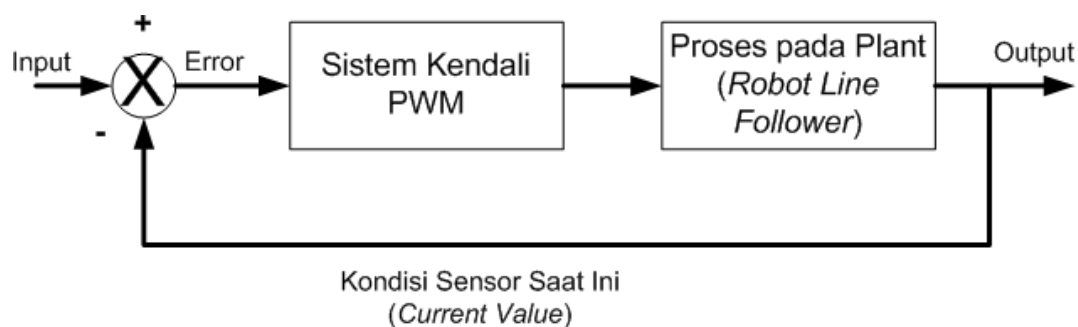 +
Input
X
Error
-
Sistem Kendali
PWM
Proses pada Plant
(Robot Line
Follower)
Output
Kondisi Sensor Saat Ini
(Current Value)